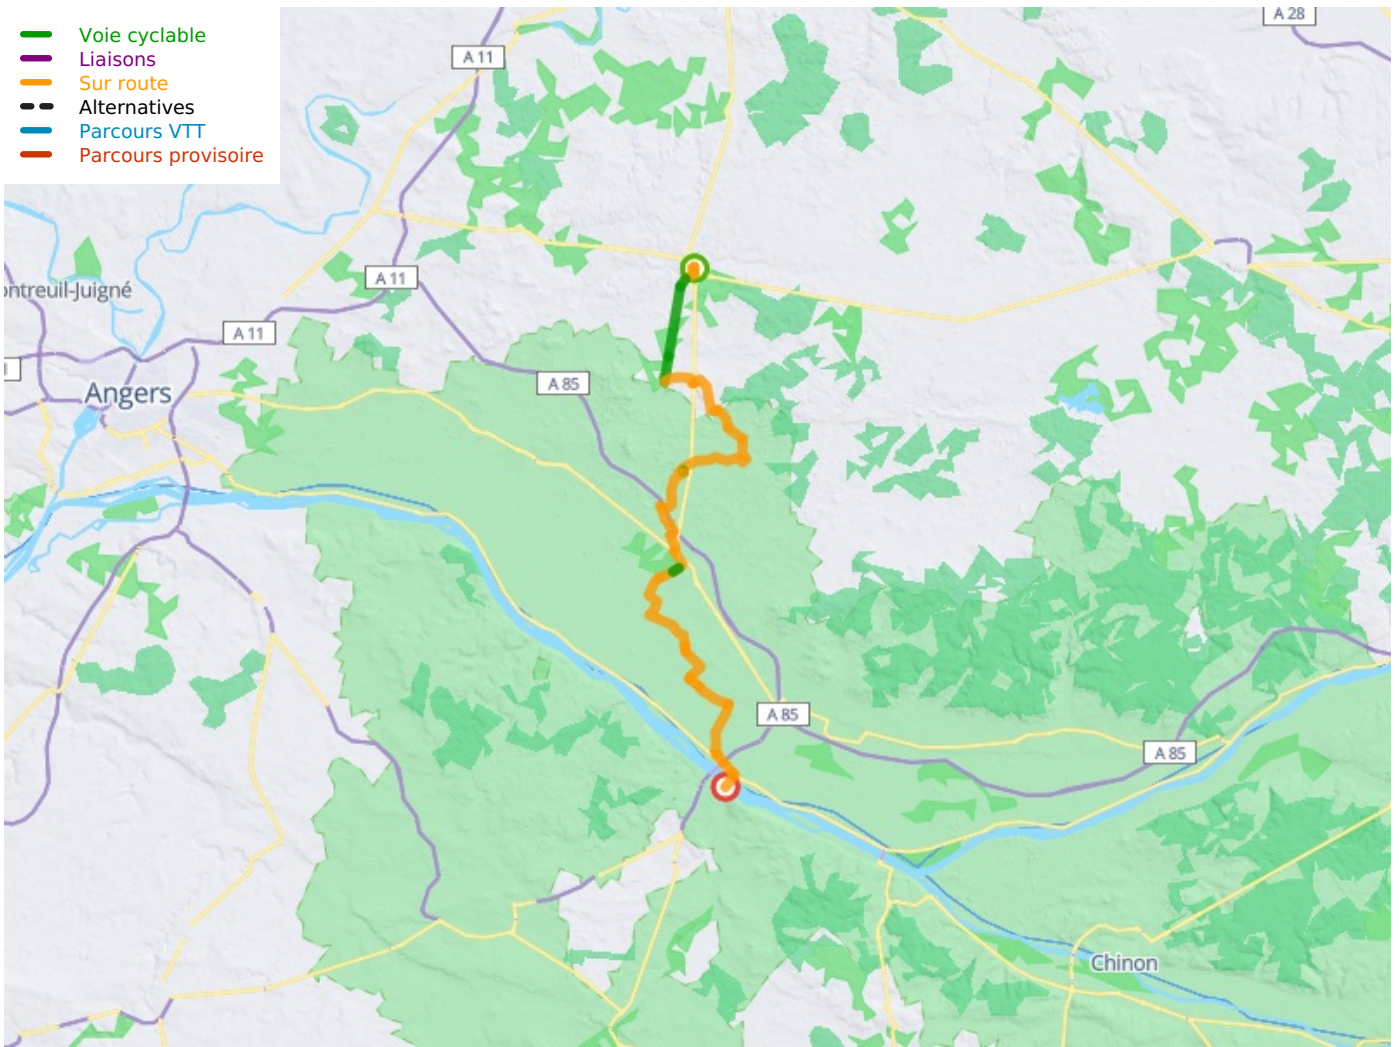 Voie cyclable
Liaisons
Sur route
Alternatives
Parcours VTT
Parcours provisoire
A 28
A 11
A 11
ontreuil-Juigné
A 11
Angers
A 85
A 85
A 85
Chinon